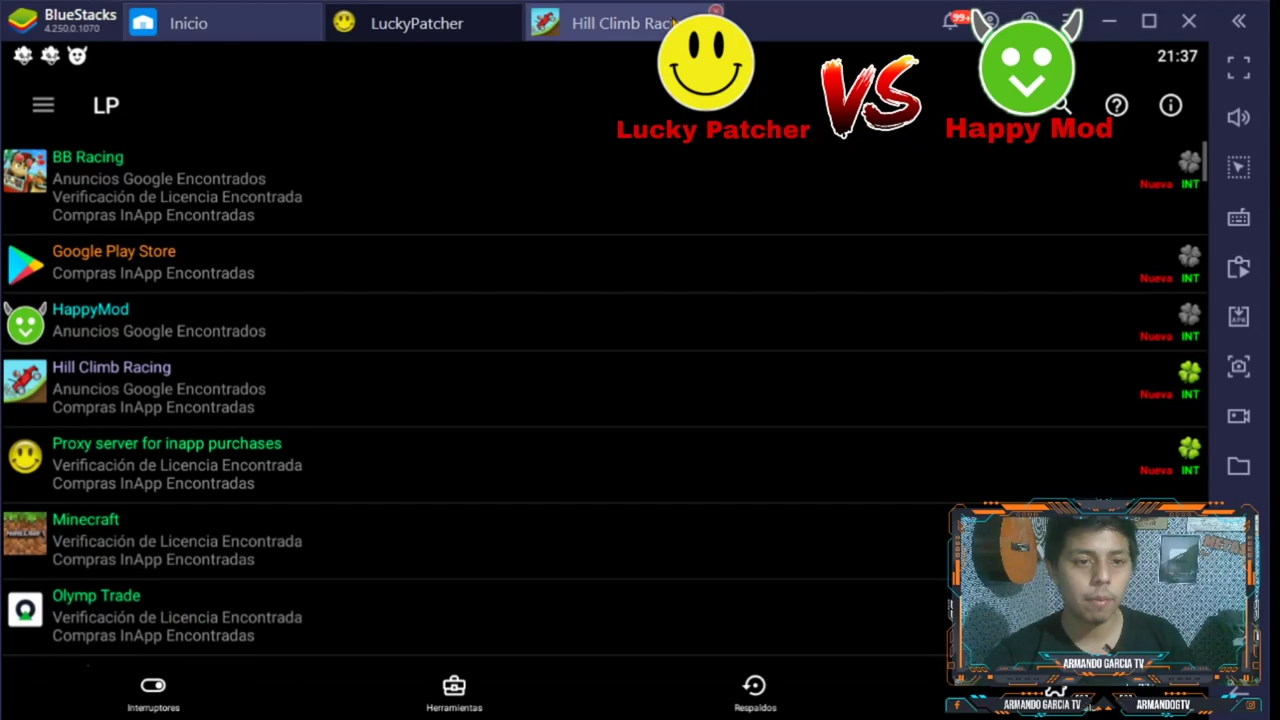 BlueStacks
4.250.0.1070
Inicio
LuckyPatcher
Hill Climb Rac
99+
21:37
LP
Lucky Patcher
VS
Happy Mod
BB Racing
Anuncios Google Encontrados
Verificación de Licencia Encontrada
Compras InApp Encontradas
Nueva INT
Google Play Store
Compras InApp Encontradas
Nueva INT
HappyMod
Anuncios Google Encontrados
Nueva INT
Hill Climb Racing
Anuncios Google Encontrados
Compras InApp Encontradas
Nueva INT
Proxy server for inapp purchases
Verificación de Licencia Encontrada
Compras InApp Encontradas
Nueva INT
Minecraft
Verificación de Licencia Encontrada
Compras InApp Encontradas
Olymp Trade
Verificación de Licencia Encontrada
Compras InApp Encontradas
Interruptores
Herramientas
Respaldos
ARMANDO GARCIA TV
ARMANDO GARCIA TV
ARMANDOGTV